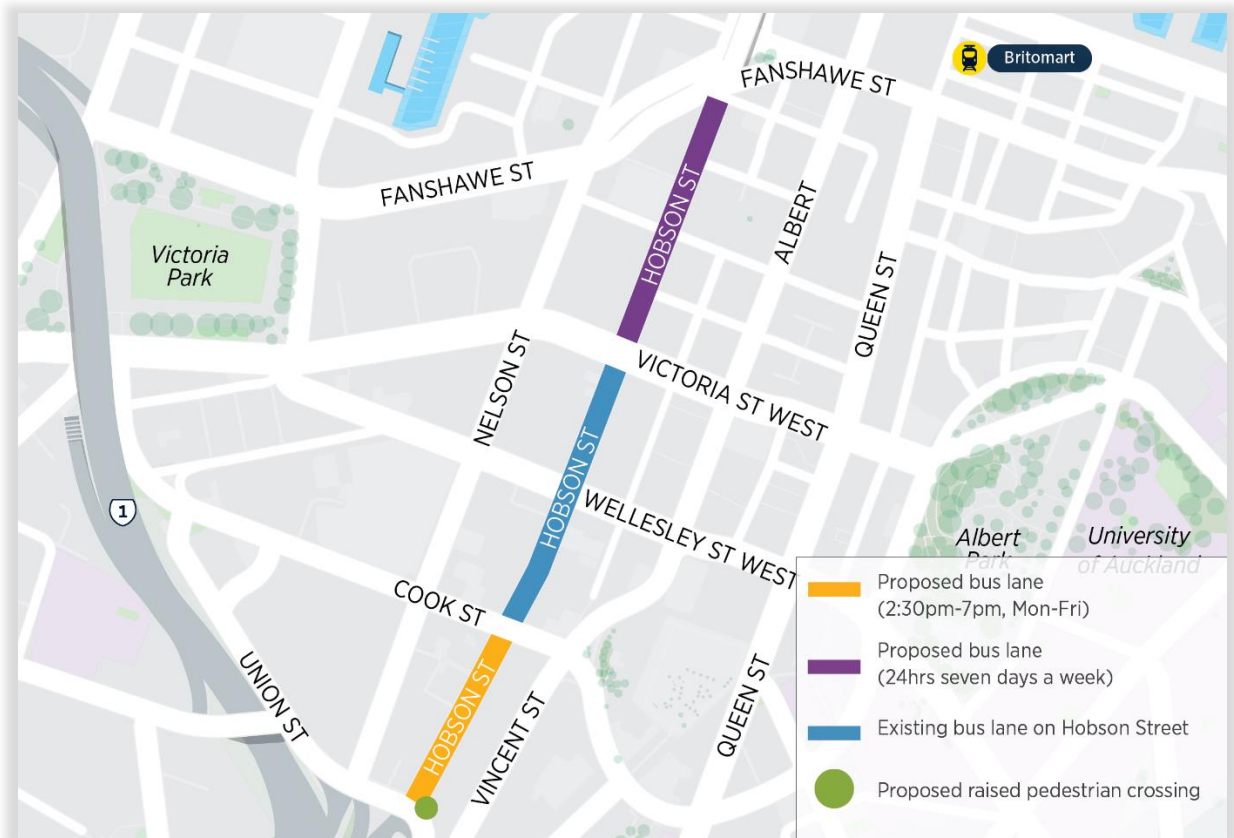 Britomart
FANSHAWE ST
FANSHAWE ST
HOBSON ST
ALBERT
QUEEN ST
Victoria
Park
NELSON ST
VICTORIA ST WEST
HOBSON ST
WELLESLEY ST WEST
1
COOK ST
Albert
Park
University
of Auckland
UNION ST
HOBSON ST
VINCENT ST
QUEEN ST
Proposed bus lane
(2:30pm-7pm, Mon-Fri)
Proposed bus lane
(24hrs seven days a week)
Existing bus lane on Hobson Street
Proposed raised pedestrian crossing